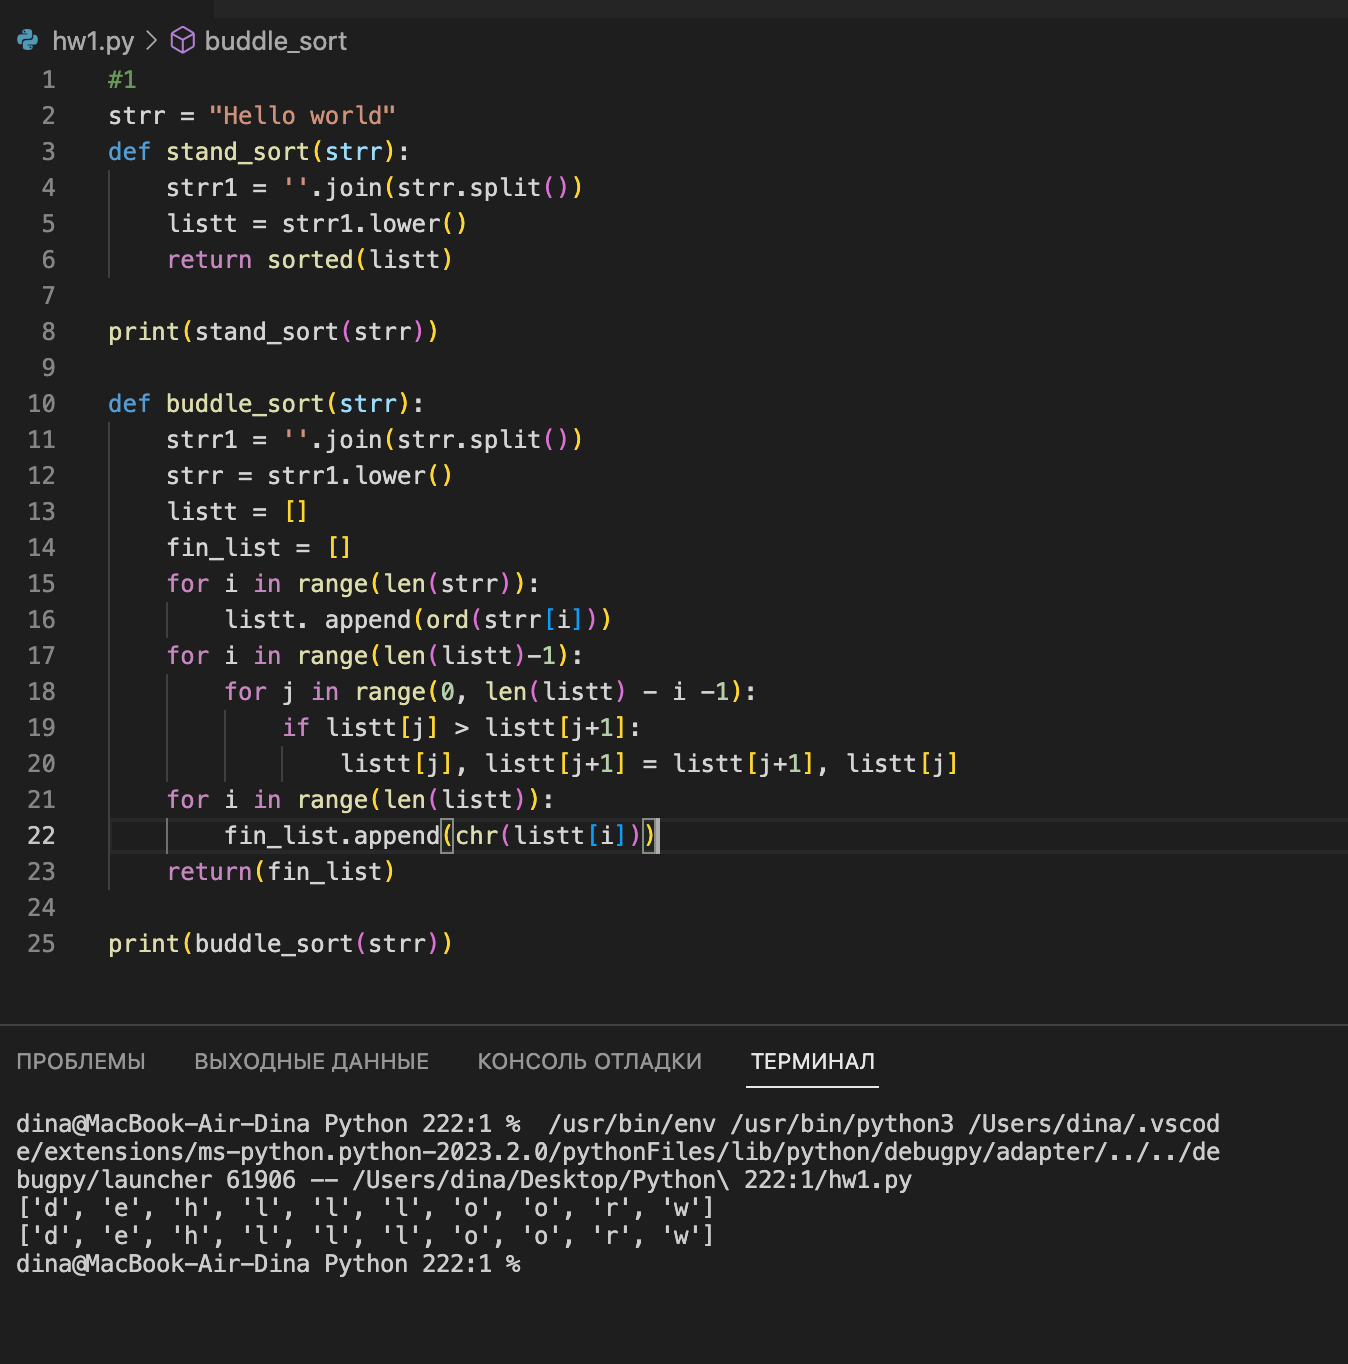 hw1.py > buddle_sort
1 #1
2 strr = "Hello world"
3 def stand_sort(strr):
4 strr1 = ''.join(strr.split())
5 listt = strr1.lower()
6 return sorted(listt)
7
8 print(stand_sort(strr))
9
10 def buddle_sort(strr):
11 strr1 = ''.join(strr.split())
12 strr = strr1.lower()
13 listt = []
14 fin_list = []
15 for i in range(len(strr)):
16 listt. append(ord(strr[i]))
17 for i in range(len(listt)-1):
18 for j in range(0, len(listt) - i -1):
19 if listt[j] > listt[j+1]:
20 listt[j], listt[j+1] = listt[j+1], listt[j]
21 for i in range(len(listt)):
22 fin_list.append(chr(listt[i]))
23 return(fin_list)
24
25 print(buddle_sort(strr))
ПРОБЛЕМЫ ВЫХОДНЫЕ ДАННЫЕ КОНСОЛЬ ОТЛАДКИ ТЕРМИНАЛ
dina@MacBook-Air-Dina Python 222:1 %  /usr/bin/env /usr/bin/python3 /Users/dina/.vscod
e/extensions/ms-python.python-2023.2.0/pythonFiles/lib/python/debugpy/adapter/../../de
bugpy/launcher 61906 -- /Users/dina/Desktop/Python\ 222:1/hw1.py
['d', 'e', 'h', 'l', 'l', 'l', 'o', 'o', 'r', 'w']
['d', 'e', 'h', 'l', 'l', 'l', 'o', 'o', 'r', 'w']
dina@MacBook-Air-Dina Python 222:1 %